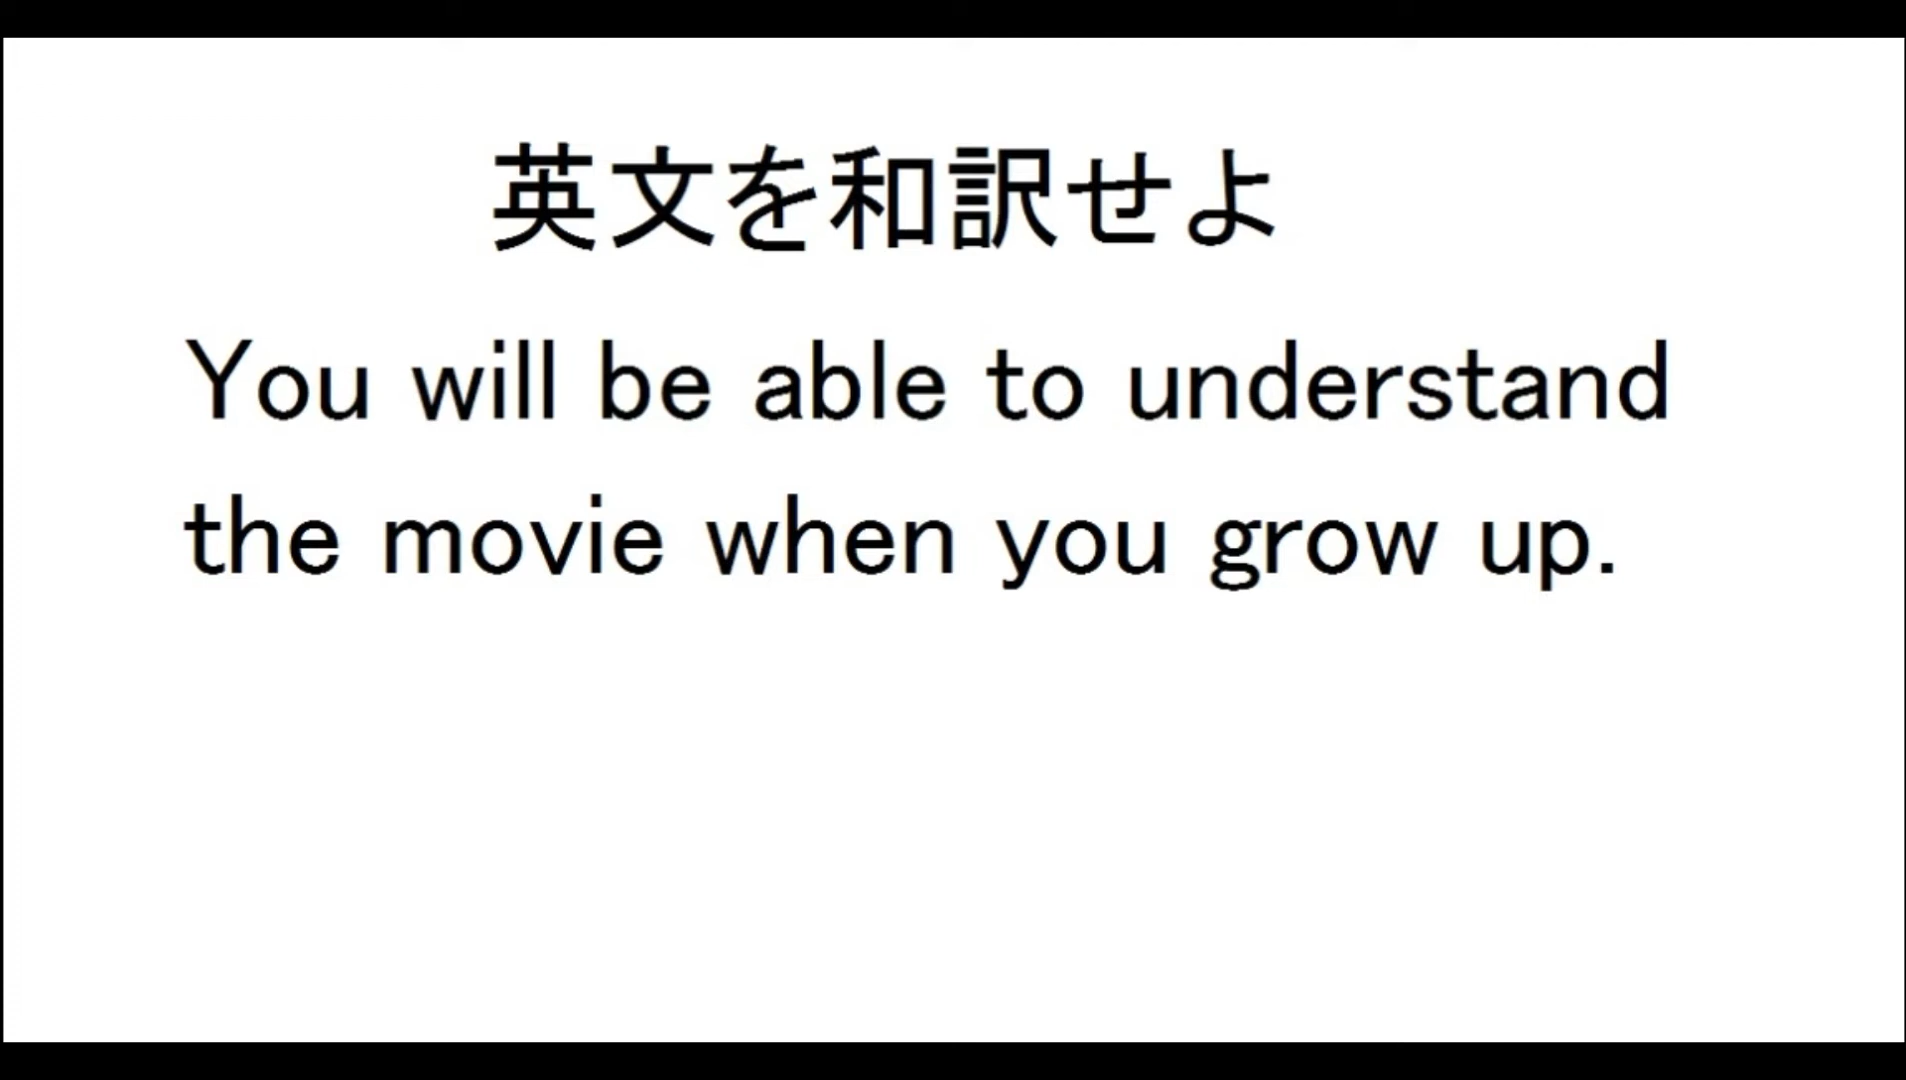 英文を和訳せよ
You will be able to understand
the movie when you grow up.